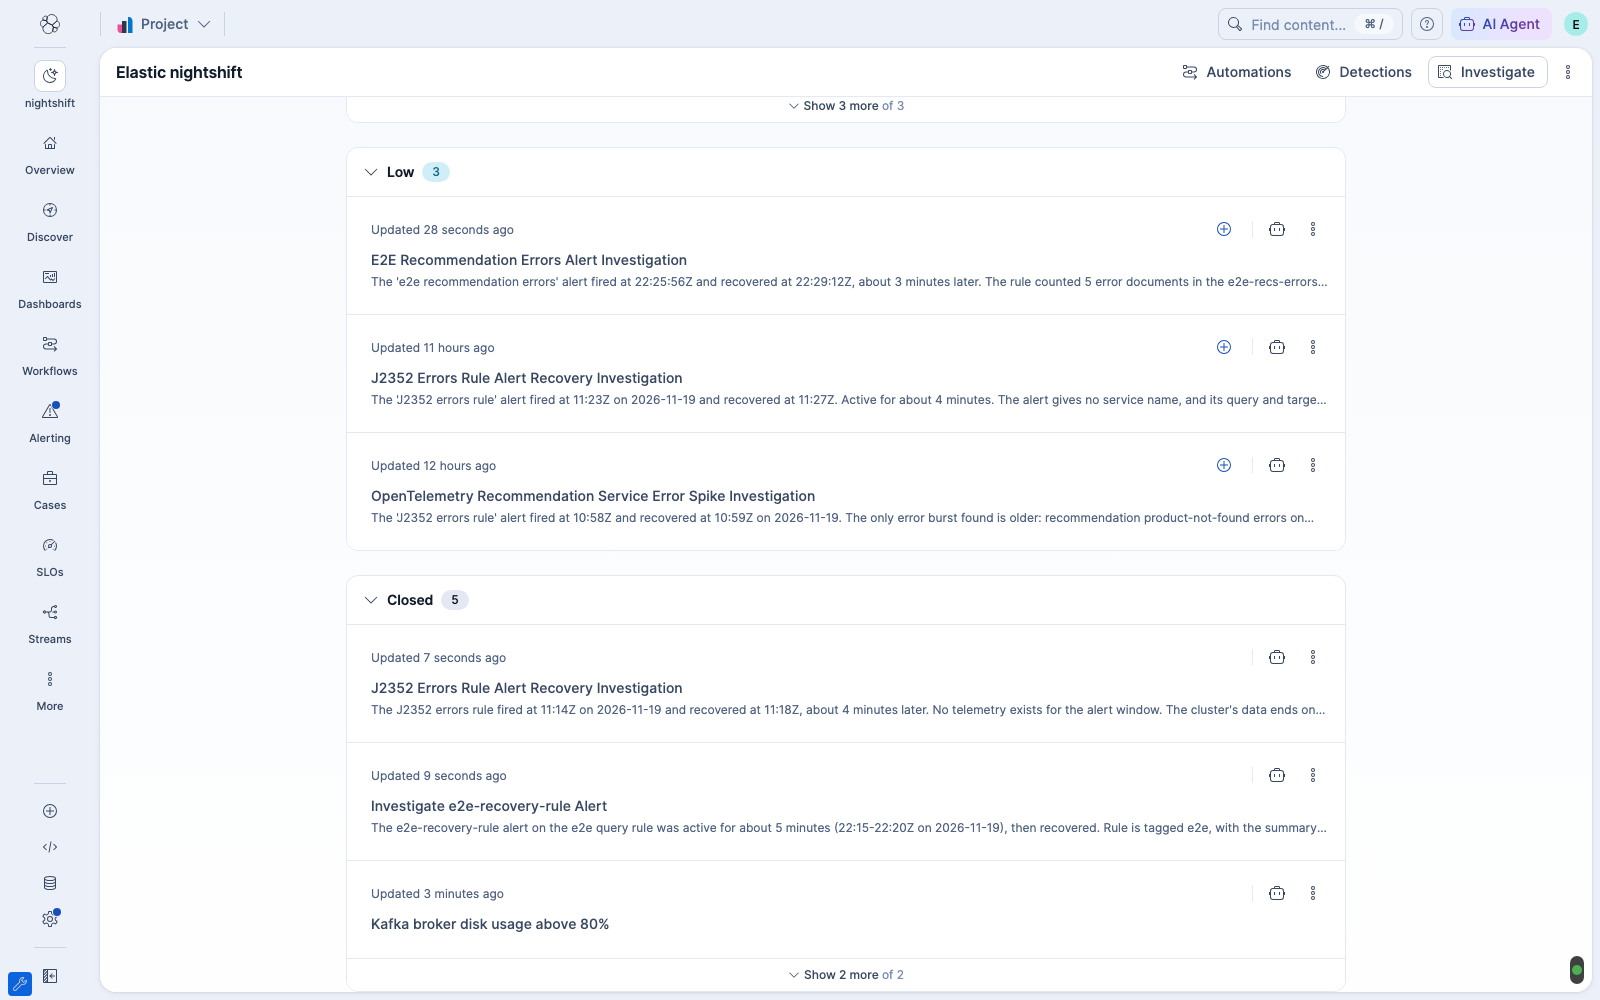 Project
Find content...
⌘ /
AI Agent
E
Elastic nightshift
Automations
Detections
Investigate
nightshift
Overview
Discover
Dashboards
Workflows
Alerting
Cases
SLOs
Streams
More
Show 3 more of 3
Low 3
Updated 28 seconds ago
E2E Recommendation Errors Alert Investigation
The 'e2e recommendation errors' alert fired at 22:25:56Z and recovered at 22:29:12Z, about 3 minutes later. The rule counted 5 error documents in the e2e-recs-errors...
Updated 11 hours ago
J2352 Errors Rule Alert Recovery Investigation
The 'J2352 errors rule' alert fired at 11:23Z on 2026-11-19 and recovered at 11:27Z. Active for about 4 minutes. The alert gives no service name, and its query and targe...
Updated 12 hours ago
OpenTelemetry Recommendation Service Error Spike Investigation
The 'J2352 errors rule' alert fired at 10:58Z and recovered at 10:59Z on 2026-11-19. The only error burst found is older: recommendation product-not-found errors on...
Closed 5
Updated 7 seconds ago
J2352 Errors Rule Alert Recovery Investigation
The J2352 errors rule fired at 11:14Z on 2026-11-19 and recovered at 11:18Z, about 4 minutes later. No telemetry exists for the alert window. The cluster's data ends on...
Updated 9 seconds ago
Investigate e2e-recovery-rule Alert
The e2e-recovery-rule alert on the e2e query rule was active for about 5 minutes (22:15-22:20Z on 2026-11-19), then recovered. Rule is tagged e2e, with the summary...
Updated 3 minutes ago
Kafka broker disk usage above 80%
Show 2 more of 2